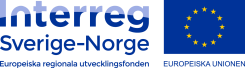 Interreg
Sverige-Norge
Europeiska regionala utvecklingsfonden
EUROPEISKA UNIONEN